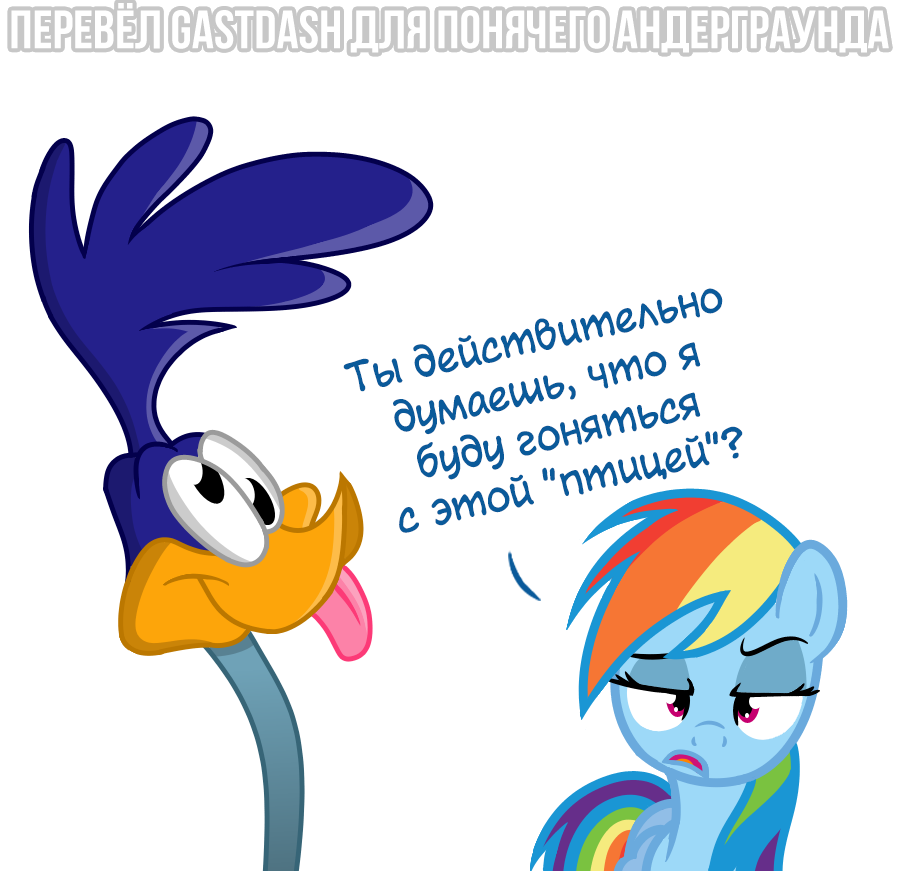 ПЕРЕВЁЛ GASTDASH ДЛЯ ПОНЯЧЕГО АНДЕРГРАУНДА
Ты действительно
думаешь, что я
буду гоняться
с этой "птицей"?